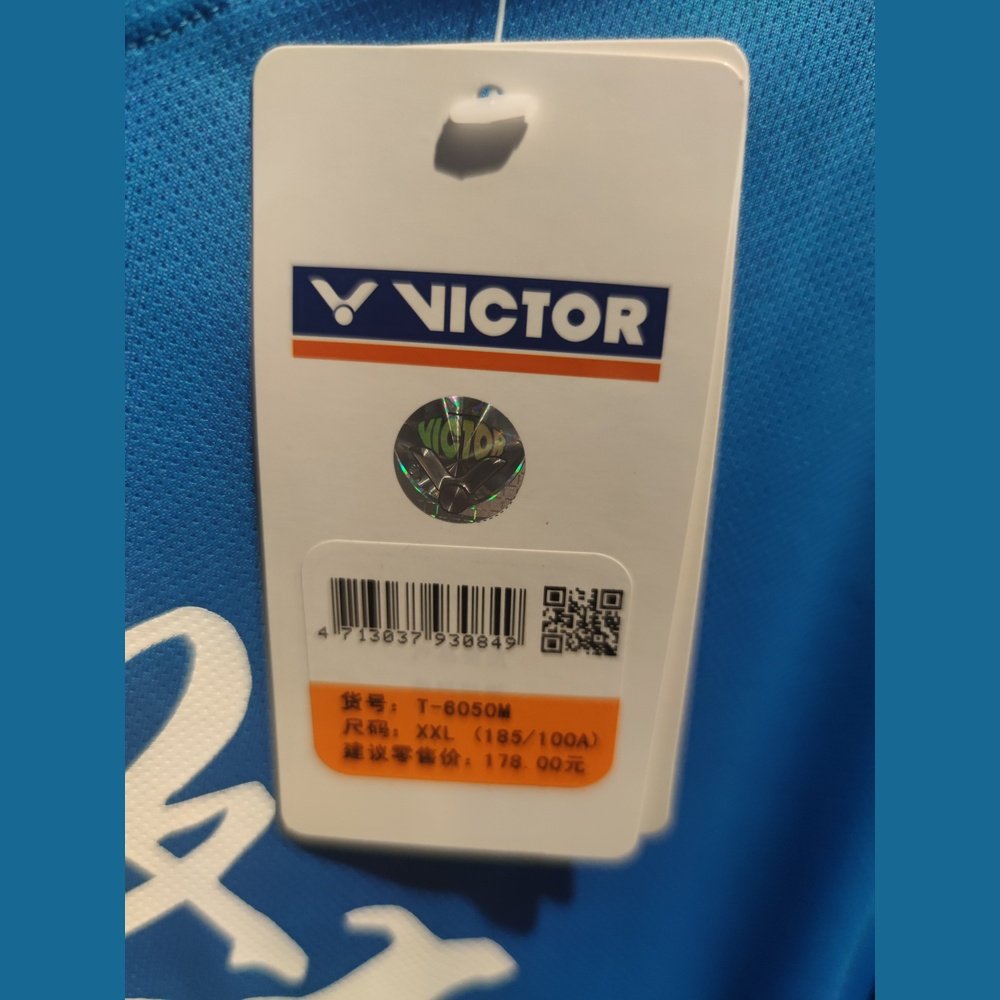 VICTOR
VICTOR
4 713037 930849
货号: T-6050M
尺码: XXL (185/100A)
建议零售价: 178.00元